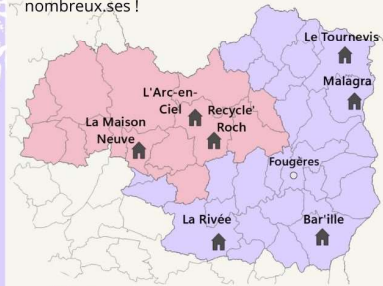 nombreux.ses !
Le Tournevis
Malagra
L'Arc-en-
Ciel
Recycle'
Roch
La Maison
Neuve
Fougères
La Rivée
Bar'ille